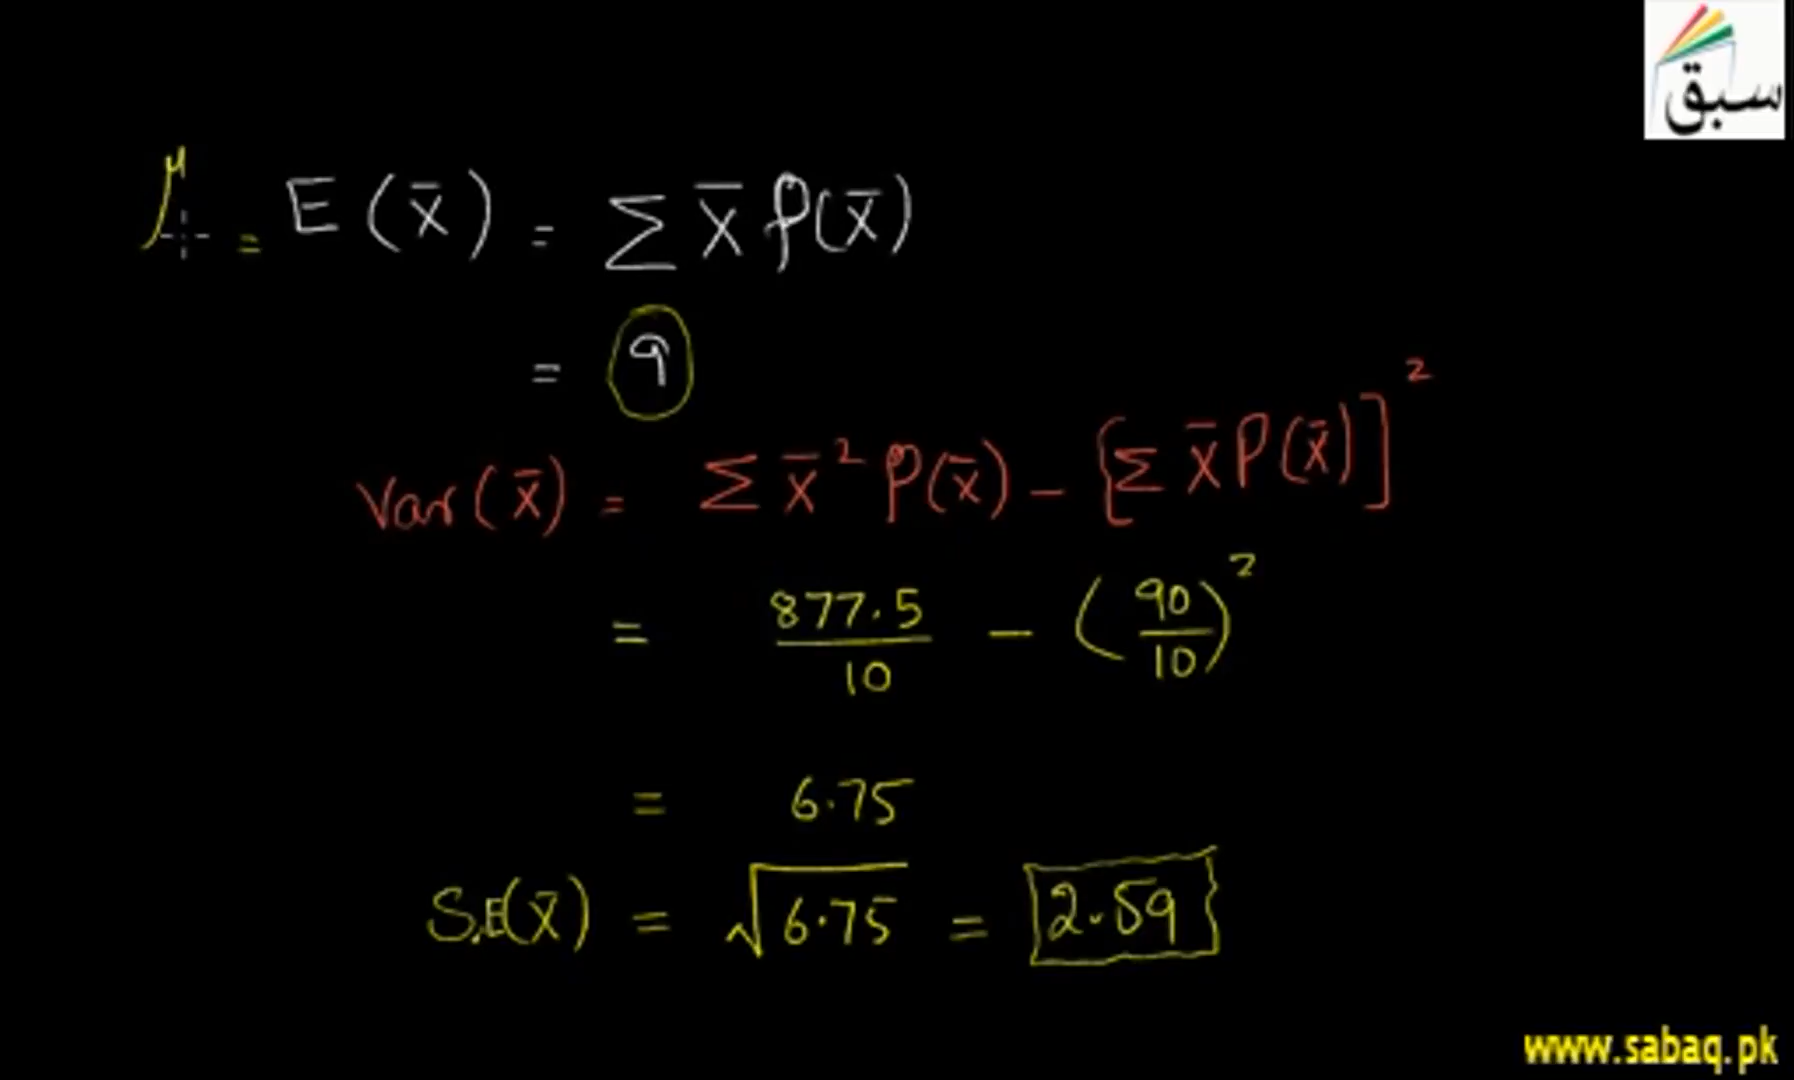 سبق
μ = E(x̄) = Σ x̄ P(x̄)
= 9
Var(x̄) = Σ x̄² P(x̄) - [Σ x̄ P(x̄)]²
= 877.5/10 - (90/10)²
= 6.75
S.E(x̄) = √6.75 = 2.59
www.sabaq.pk